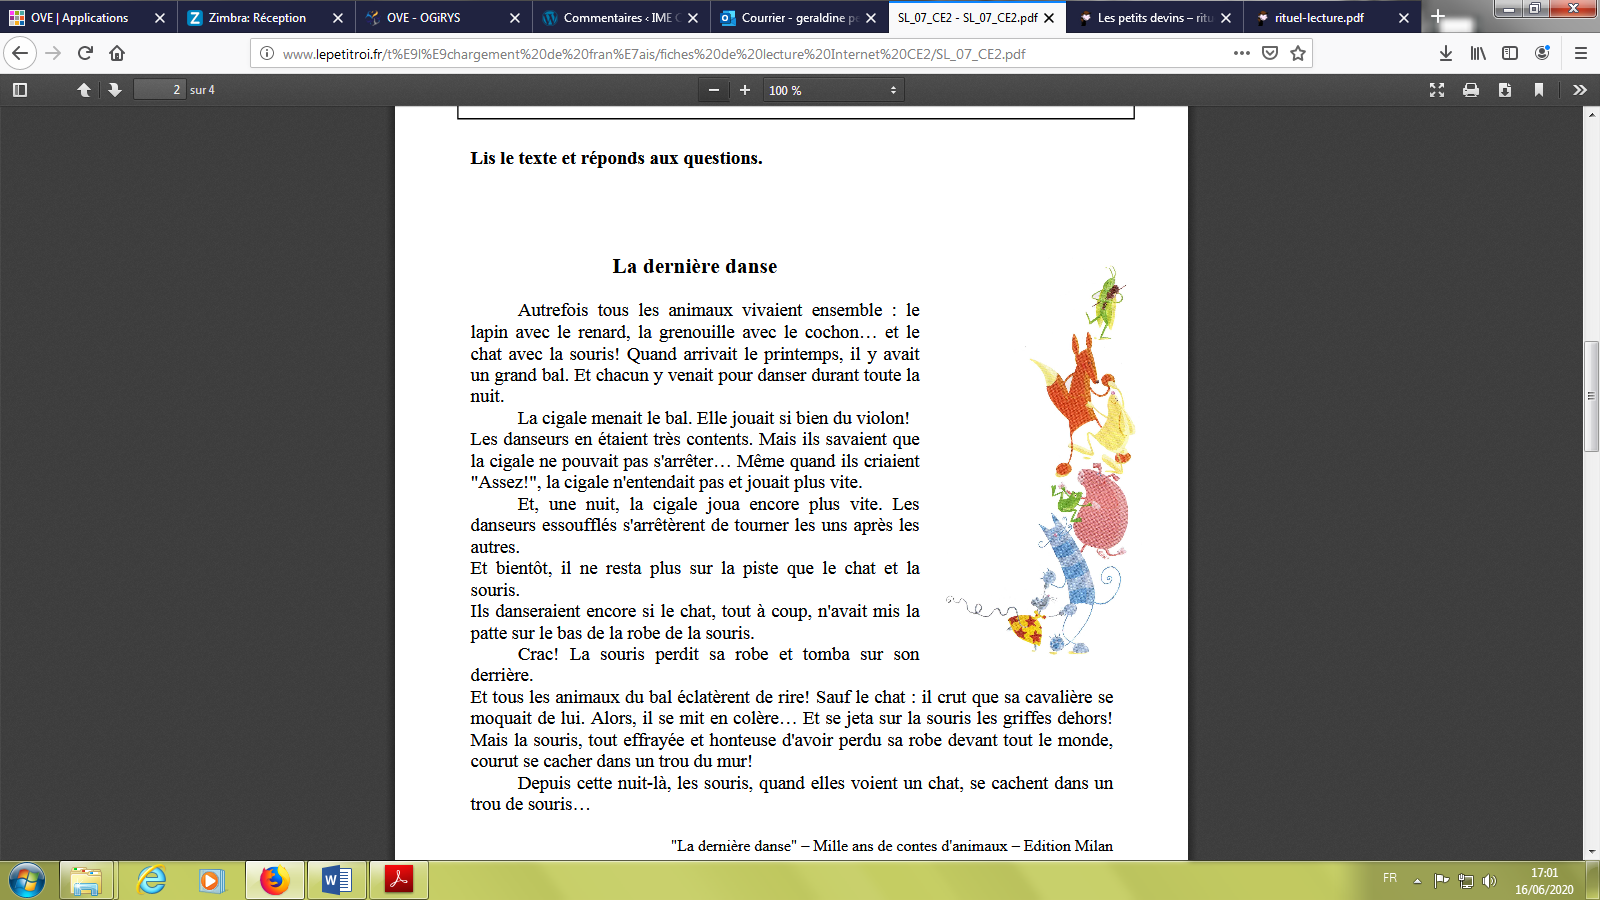 OVE | Applications
Zimbra: Réception
OVE - OGiRYS
Commentaires ‹ IME C
Courrier - geraldine p
SL_07_CE2 - SL_07_CE2.pdf
Les petits devins – ritu
rituel-lecture.pdf
www.lepetitroi.fr/t%E9l%E9chargement%20de%20fran%E7ais/fiches%20de%20lecture%20Internet%20CE2/SL_07_CE2.pdf
2 sur 4
100 %
Lis le texte et réponds aux questions.
La dernière danse
Autrefois tous les animaux vivaient ensemble : le
lapin avec le renard, la grenouille avec le cochon… et le
chat avec la souris! Quand arrivait le printemps, il y avait
un grand bal. Et chacun y venait pour danser durant toute la
nuit.
La cigale menait le bal. Elle jouait si bien du violon!
Les danseurs en étaient très contents. Mais ils savaient que
la cigale ne pouvait pas s'arrêter… Même quand ils criaient
"Assez!", la cigale n'entendait pas et jouait plus vite.
Et, une nuit, la cigale joua encore plus vite. Les
danseurs essoufflés s'arrêtèrent de tourner les uns après les
autres.
Et bientôt, il ne resta plus sur la piste que le chat et la
souris.
Ils danseraient encore si le chat, tout à coup, n'avait mis la
patte sur le bas de la robe de la souris.
Crac! La souris perdit sa robe et tomba sur son
derrière.
Et tous les animaux du bal éclatèrent de rire! Sauf le chat : il crut que sa cavalière se
moquait de lui. Alors, il se mit en colère… Et se jeta sur la souris les griffes dehors!
Mais la souris, tout effrayée et honteuse d'avoir perdu sa robe devant tout le monde,
courut se cacher dans un trou du mur!
Depuis cette nuit-là, les souris, quand elles voient un chat, se cachent dans un
trou de souris…
"La dernière danse" – Mille ans de contes d'animaux – Edition Milan
FR
17:01
16/06/2020